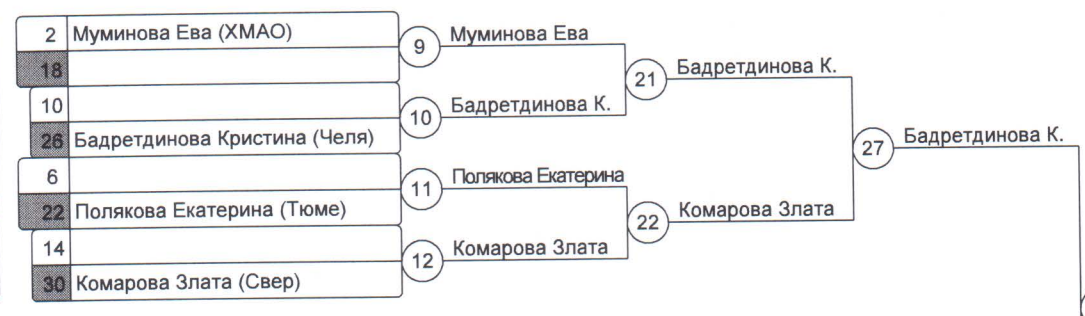 2 Муминова Ева (ХМАО)
18
10
26 Бадретдинова Кристина (Челя)
6
22 Полякова Екатерина (Тюме)
14
30 Комарова Злата (Свер)
9 Муминова Ева
10 Бадретдинова К.
11 Полякова Екатерина
12 Комарова Злата
21 Бадретдинова К.
22 Комарова Злата
27 Бадретдинова К.